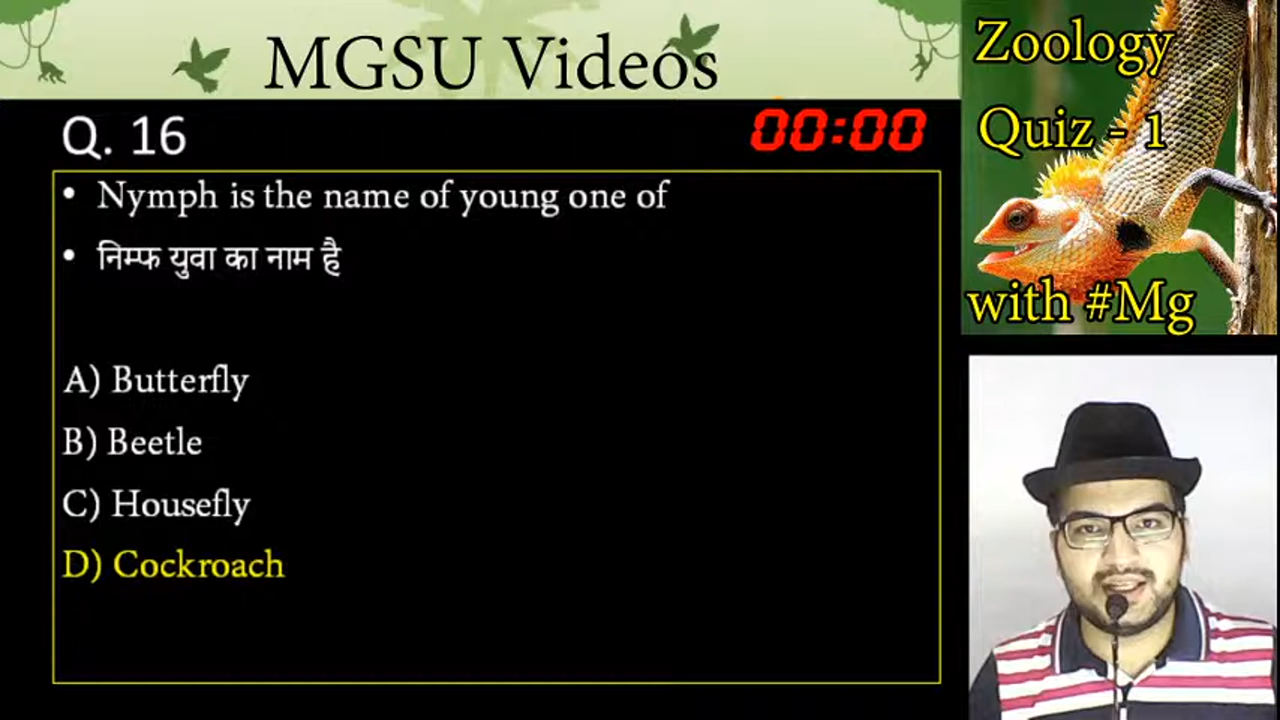 MGSU Videos
Zoology
Quiz - 1
with #Mg
Q. 16
00:00
• Nymph is the name of young one of
• निम्फ युवा का नाम है
A) Butterfly
B) Beetle
C) Housefly
D) Cockroach